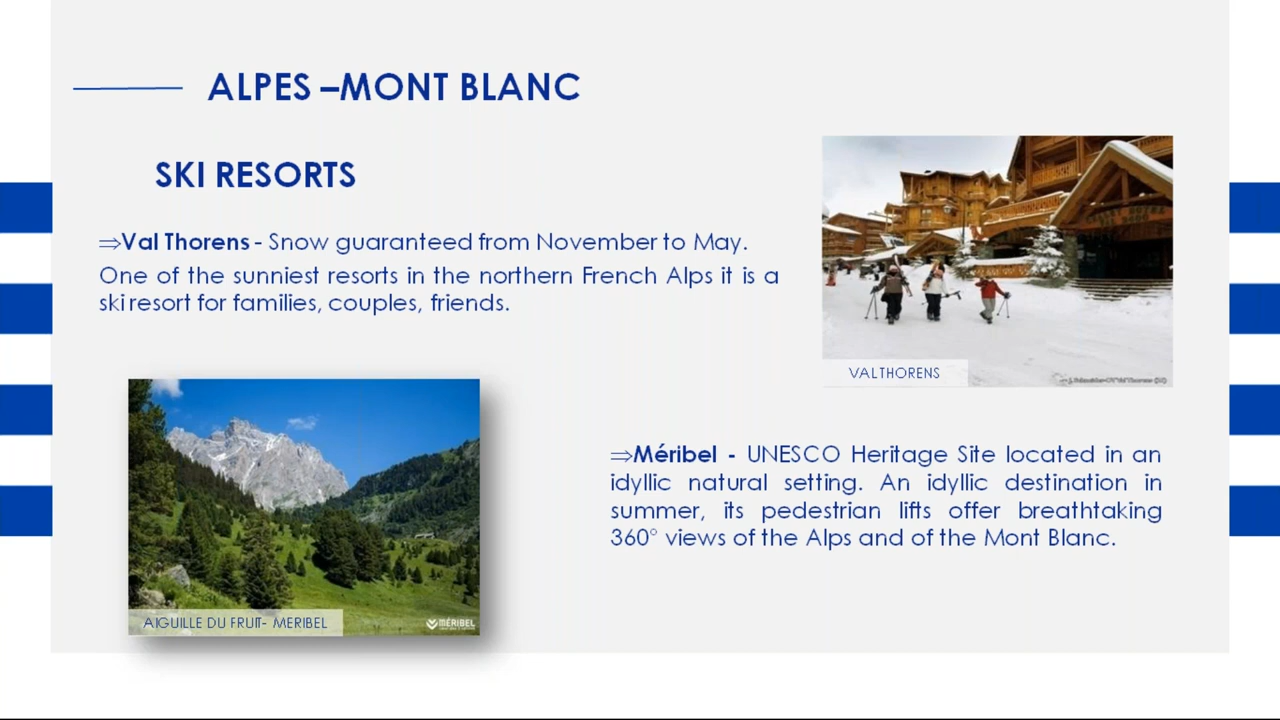 ALPES –MONT BLANC
SKI RESORTS
⇒Val Thorens - Snow guaranteed from November to May.
One of the sunniest resorts in the northern French Alps it is a
ski resort for families, couples, friends.
VALTHORENS
⇒Méribel - UNESCO Heritage Site located in an
idyllic natural setting. An idyllic destination in
summer, its pedestrian lifts offer breathtaking
360° views of the Alps and of the Mont Blanc.
AIGUILLE DU FRUIT- MERIBEL
MÉRIBEL